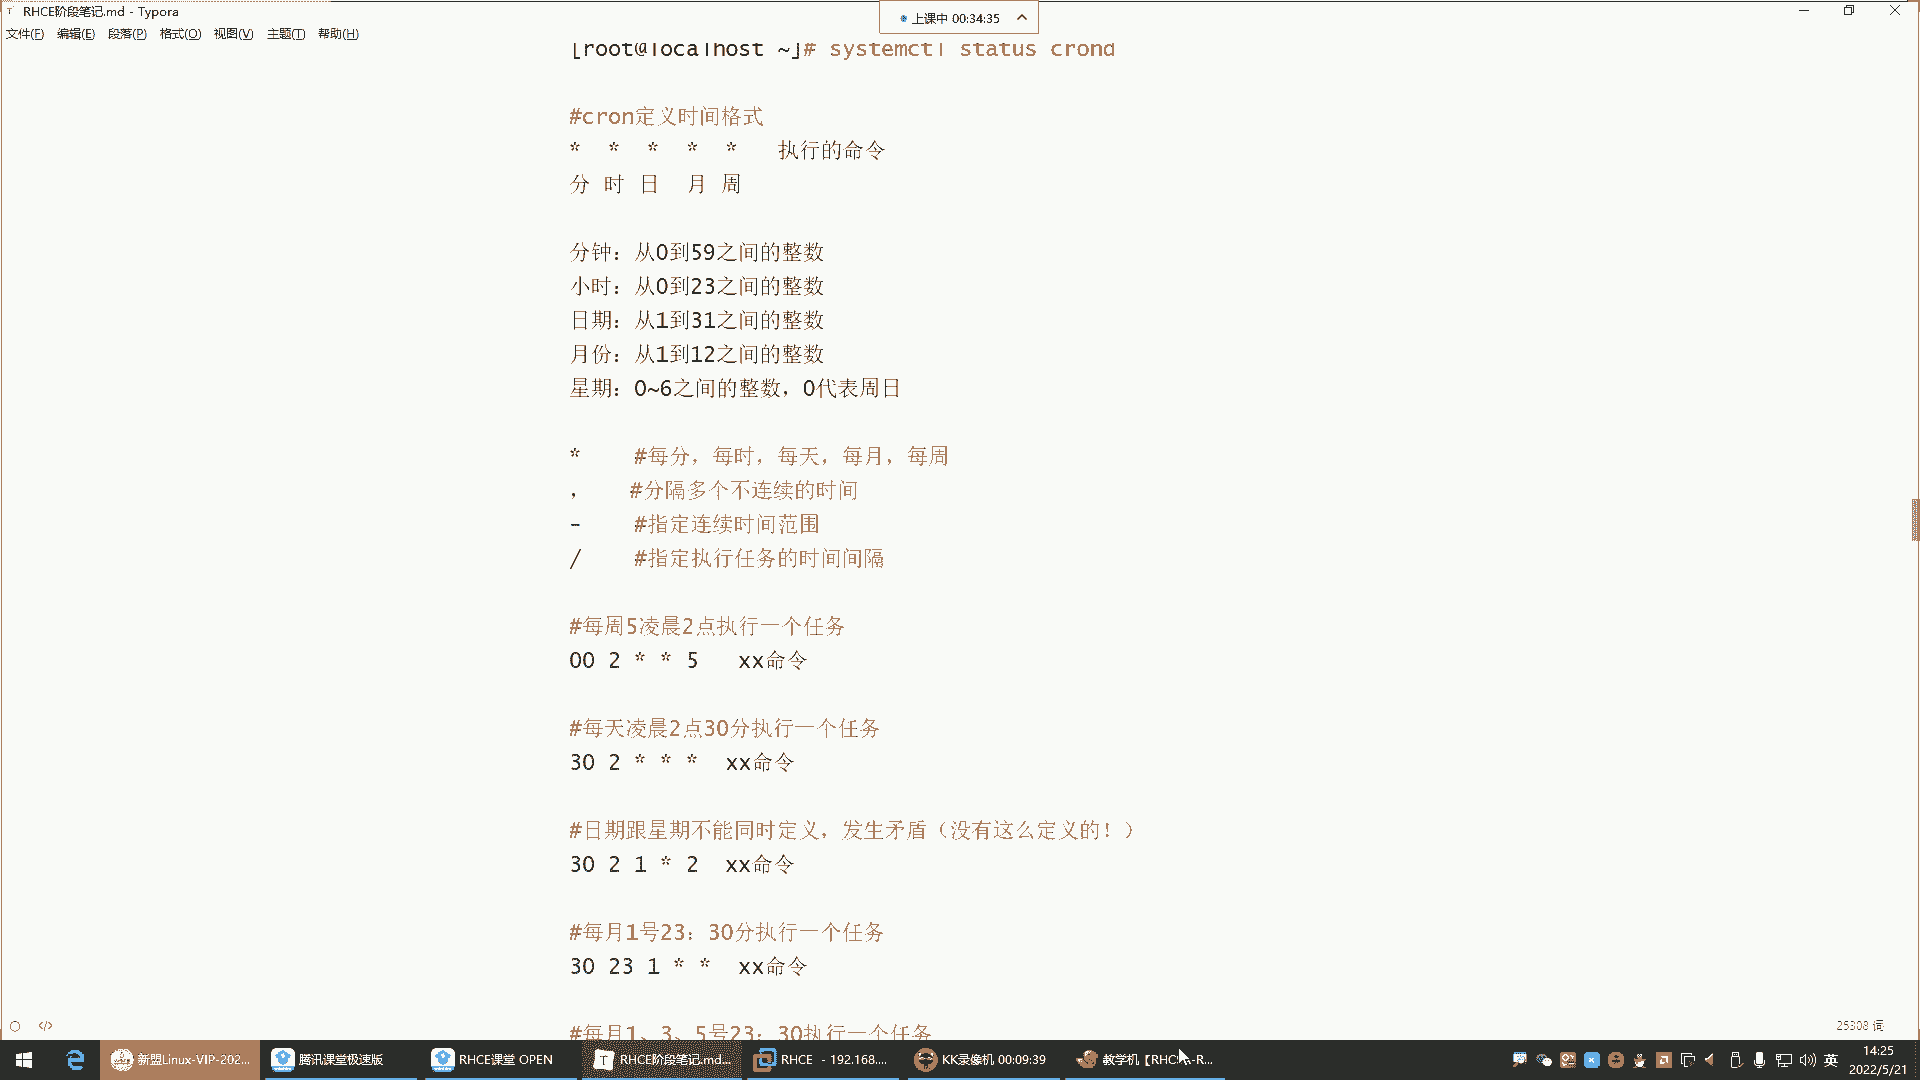 RHCE阶段笔记.md - Typora
上课中 00:34:35
文件(F) 编辑(E) 段落(P) 格式(O) 视图(V) 主题(T) 帮助(H)
[root@localhost ~]# systemctl status crond
#cron定义时间格式
* * * * * 执行的命令
分 时 日 月 周
分钟：从0到59之间的整数
小时：从0到23之间的整数
日期：从1到31之间的整数
月份：从1到12之间的整数
星期：0~6之间的整数，0代表周日
* #每分，每时，每天，每月，每周
， #分隔多个不连续的时间
- #指定连续时间范围
/ #指定执行任务的时间间隔
#每周5凌晨2点执行一个任务
00 2 * * 5 xx命令
#每天凌晨2点30分执行一个任务
30 2 * * * xx命令
#日期跟星期不能同时定义，发生矛盾（没有这么定义的！）
30 2 1 * 2 xx命令
#每月1号23：30分执行一个任务
30 23 1 * * xx命令
#每月1、3、5号23：30执行一个任务
25308 词
新盟Linux-VIP-202... 腾讯课堂极速版 RHCE课堂 OPEN RHCE阶段笔记.md... RHCE - 192.168.... KK录像机 00:09:39 教学机【RHCA-R... 英 14:25
2022/5/21